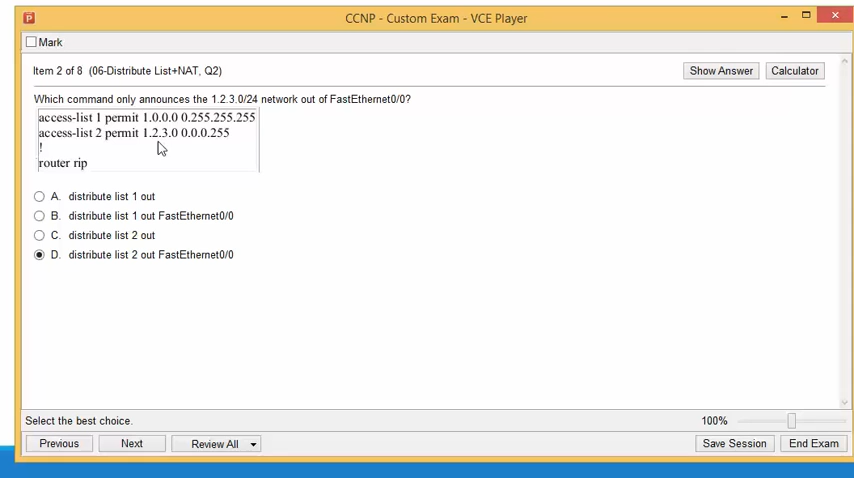 CCNP - Custom Exam - VCE Player
Mark
Item 2 of 8 (06-Distribute List+NAT, Q2)
Show Answer
Calculator
Which command only announces the 1.2.3.0/24 network out of FastEthernet0/0?
access-list 1 permit 1.0.0.0 0.255.255.255
access-list 2 permit 1.2.3.0 0.0.0.255
!
router rip
A. distribute list 1 out
B. distribute list 1 out FastEthernet0/0
C. distribute list 2 out
D. distribute list 2 out FastEthernet0/0
Select the best choice.
100%
Previous
Next
Review All
Save Session
End Exam